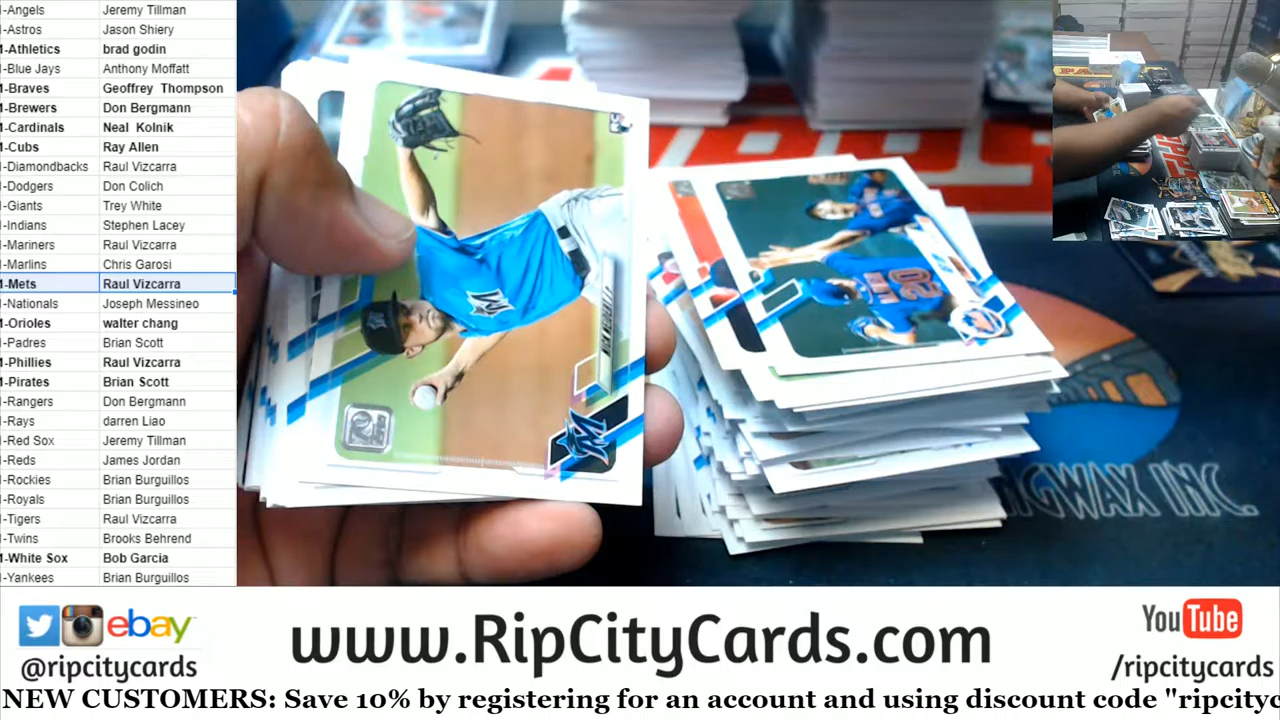 I-Angels Jeremy Tillman
I-Astros Jason Shiery
I-Athletics brad godin
I-Blue Jays Anthony Moffatt
I-Braves Geoffrey Thompson
I-Brewers Don Bergmann
I-Cardinals Neal Kolnik
I-Cubs Ray Allen
I-Diamondbacks Raul Vizcarra
I-Dodgers Don Colich
I-Giants Trey White
I-Indians Stephen Lacey
I-Mariners Raul Vizcarra
I-Marlins Chris Garosi
I-Mets Raul Vizcarra
I-Nationals Joseph Messineo
I-Orioles walter chang
I-Padres Brian Scott
I-Phillies Raul Vizcarra
I-Pirates Brian Scott
I-Rangers Don Bergmann
I-Rays darren Liao
I-Red Sox Jeremy Tillman
I-Reds James Jordan
I-Rockies Brian Burguillos
I-Royals Brian Burguillos
I-Tigers Raul Vizcarra
I-Twins Brooks Behrend
I-White Sox Bob Garcia
I-Yankees Brian Burguillos
20
INGWAX INC.
ebay
@ripcitycards
www.RipCityCards.com
YouTube
/ripcitycards
NEW CUSTOMERS: Save 10% by registering for an account and using discount code "ripcityc